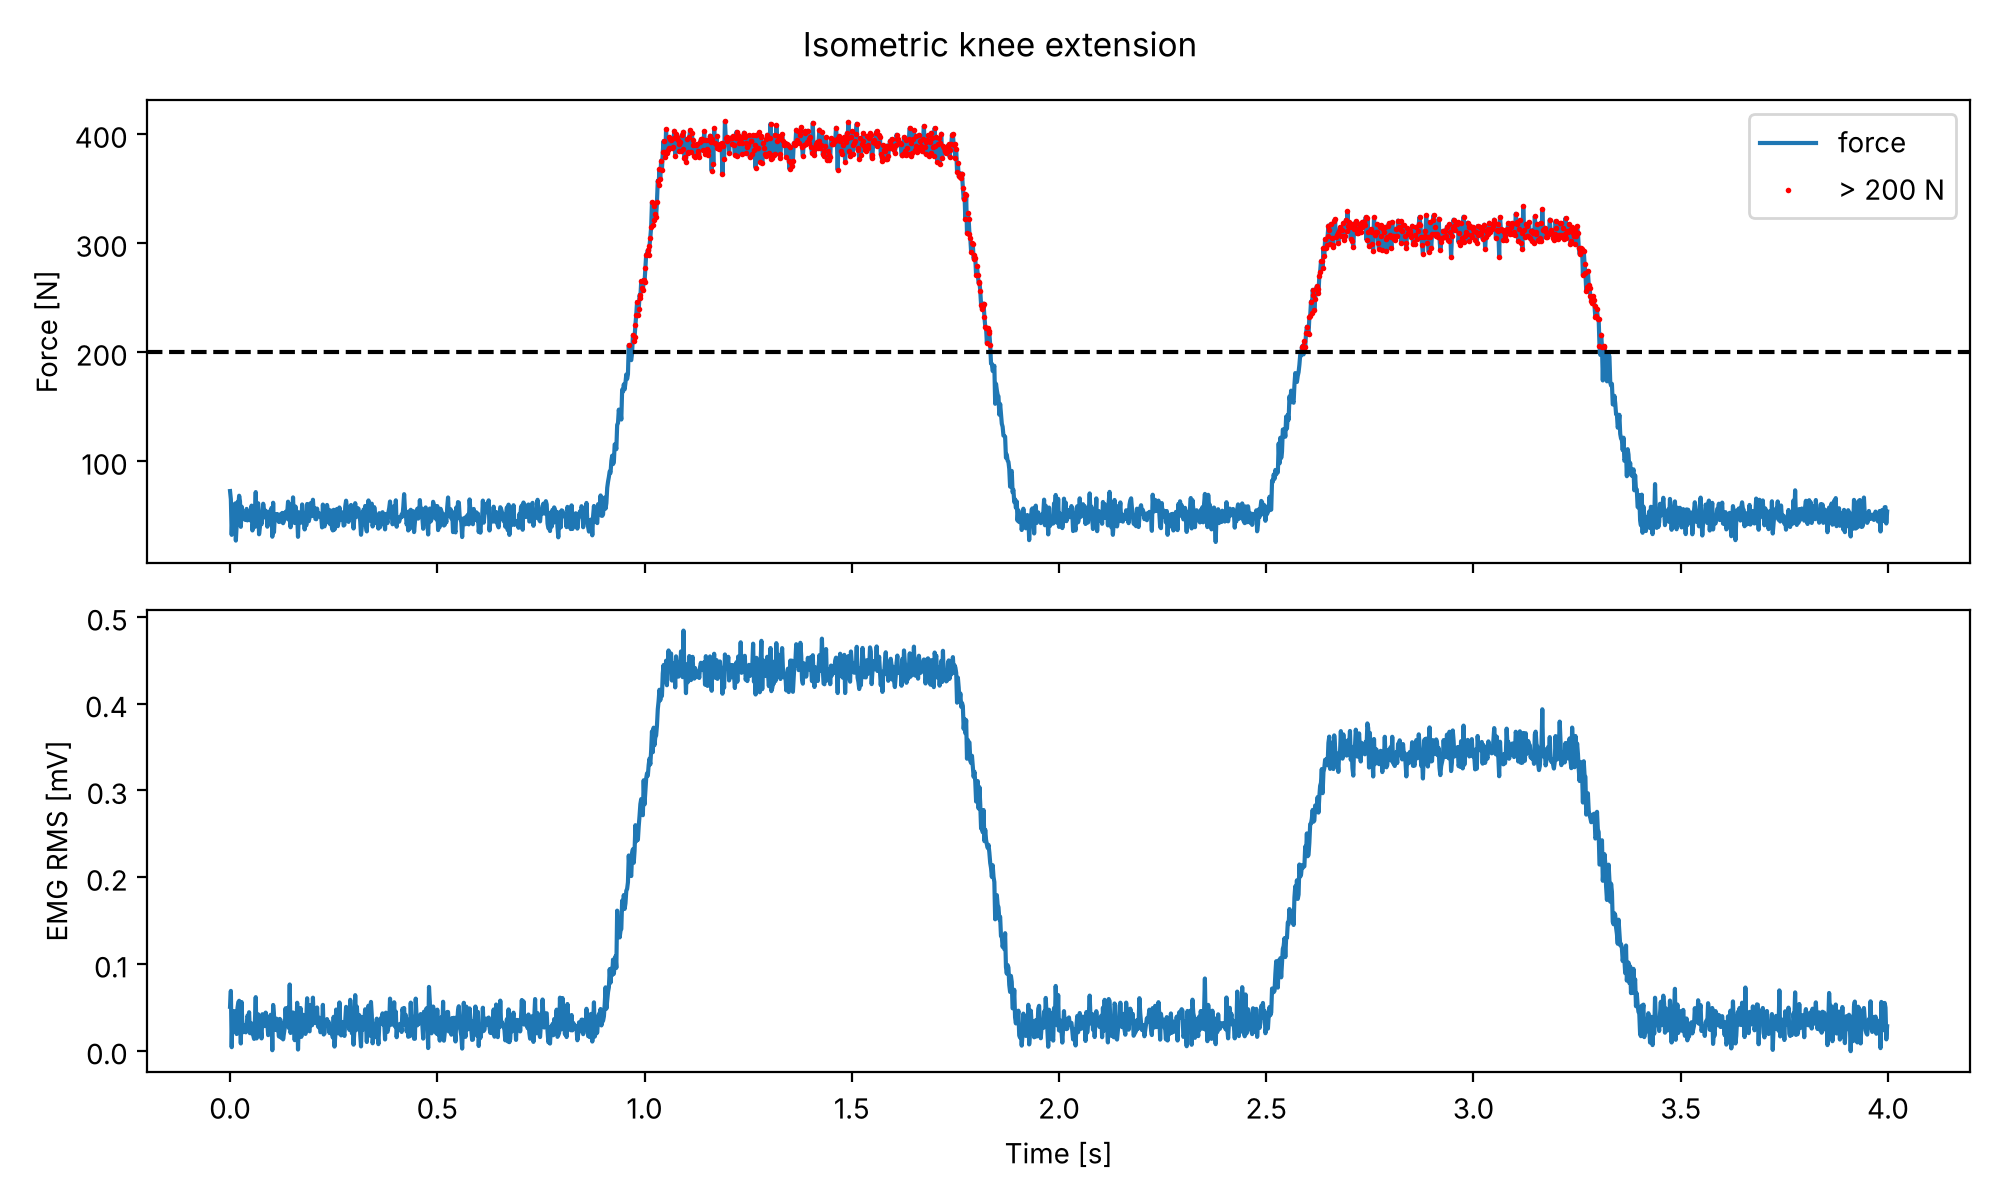 Isometric knee extension
Force [N]
400
300
200
100
force
> 200 N
EMG RMS [mV]
0.5
0.4
0.3
0.2
0.1
0.0
0.0 0.5 1.0 1.5 2.0 2.5 3.0 3.5 4.0
Time [s]